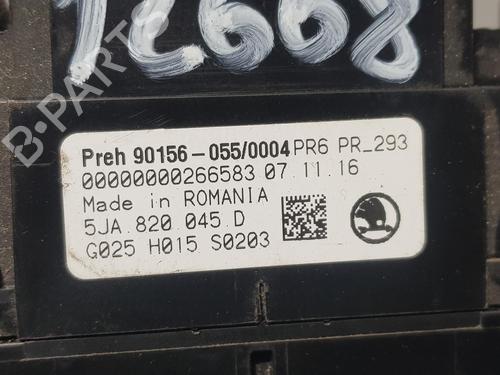 12668
Preh 90156-055/0004 PR6 PR_293
00000000266583 07.11.16
Made in ROMANIA
5JA.820.045.D
G025 H015 S0203
B-PARTS